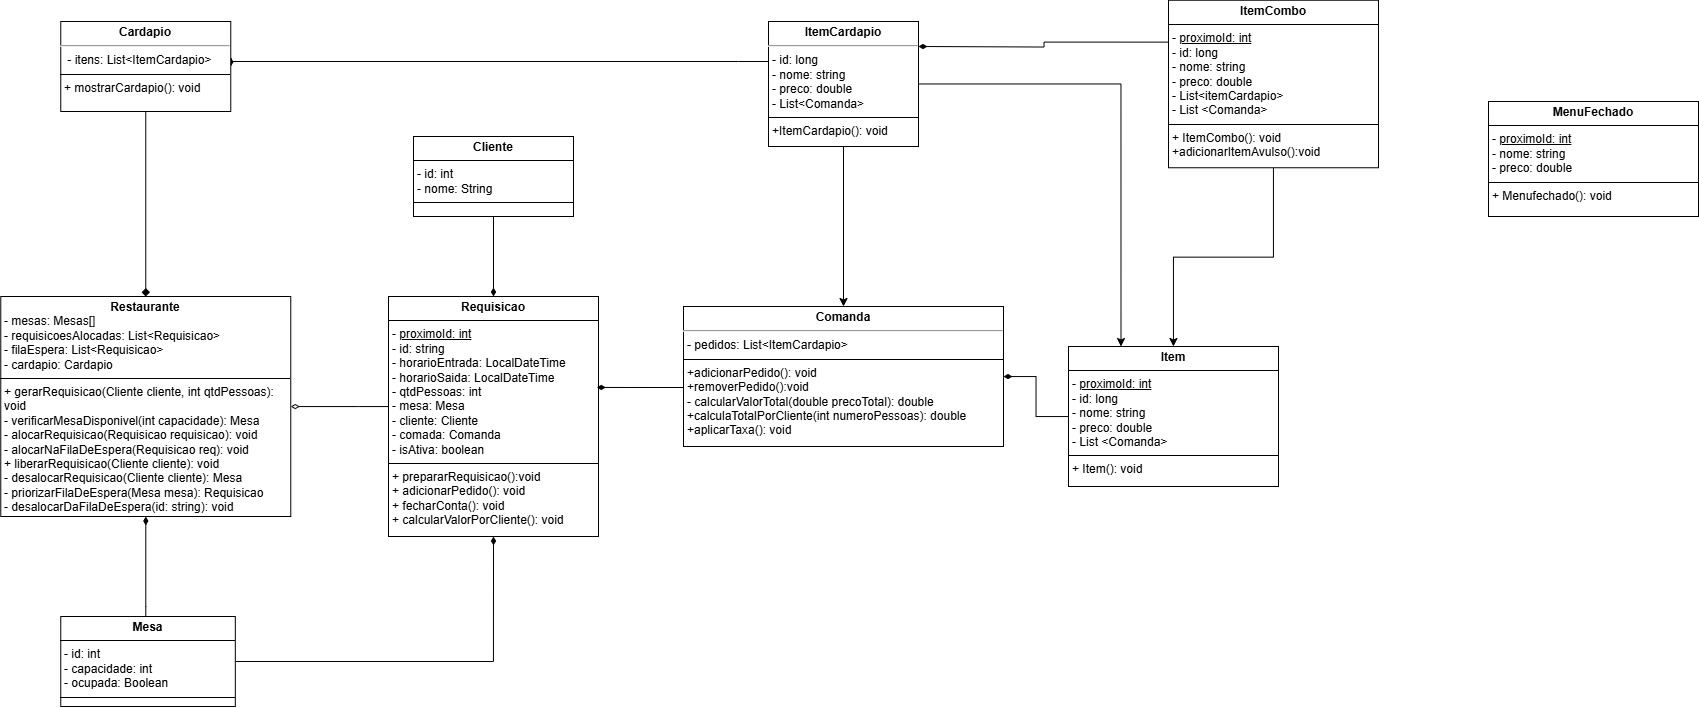 Cardapio
- itens: List<ItemCardapio>
+ mostrarCardapio(): void
ItemCardapio
- id: long
- nome: string
- preco: double
- List<Comanda>
+ItemCardapio(): void
ItemCombo
- proximoId: int
- id: long
- nome: string
- preco: double
- List<itemCardapio>
- List <Comanda>
+ ItemCombo(): void
+adicionarItemAvulso():void
MenuFechado
- proximoId: int
- nome: string
- preco: double
+ Menufechado(): void
Cliente
- id: int
- nome: String
Restaurante
- mesas: Mesas[]
- requisicoesAlocadas: List<Requisicao>
- filaEspera: List<Requisicao>
- cardapio: Cardapio
+ gerarRequisicao(Cliente cliente, int qtdPessoas):
void
- verificarMesaDisponivel(int capacidade): Mesa
- alocarRequisicao(Requisicao requisicao): void
- alocarNaFilaDeEspera(Requisicao req): void
+ liberarRequisicao(Cliente cliente): void
- desalocarRequisicao(Cliente cliente): Mesa
- priorizarFilaDeEspera(Mesa mesa): Requisicao
- desalocarDaFilaDeEspera(id: string): void
Requisicao
- proximoId: int
- id: string
- horarioEntrada: LocalDateTime
- horarioSaida: LocalDateTime
- qtdPessoas: int
- mesa: Mesa
- cliente: Cliente
- comada: Comanda
- isAtiva: boolean
+ prepararRequisicao():void
+ adicionarPedido(): void
+ fecharConta(): void
+ calcularValorPorCliente(): void
Comanda
- pedidos: List<ItemCardapio>
+adicionarPedido(): void
+removerPedido():void
- calcularValorTotal(double precoTotal): double
+calculaTotalPorCliente(int numeroPessoas): double
+aplicarTaxa(): void
Item
- proximoId: int
- id: long
- nome: string
- preco: double
- List <Comanda>
+ Item(): void
Mesa
- id: int
- capacidade: int
- ocupada: Boolean